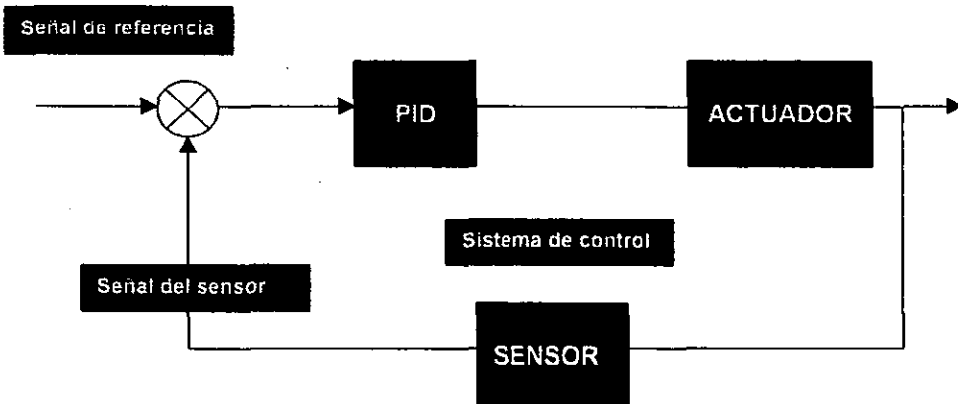 Señal de referencia
PID
ACTUADOR
Sistema de control
Señal del sensor
SENSOR